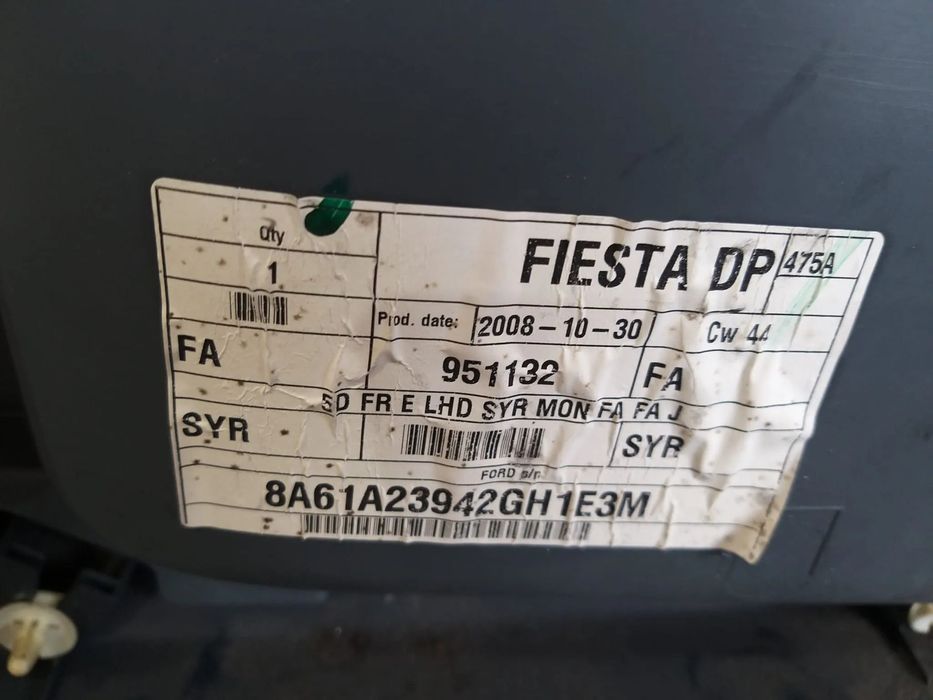 Qty
1
FIESTA DP
475A
Prod. date: 2008-10-30
Cw 44
FA
951132
FA
5D FR E LHD SYR MON FA FA J
SYR
SYR
FORD p/n
8A61A23942GH1E3M